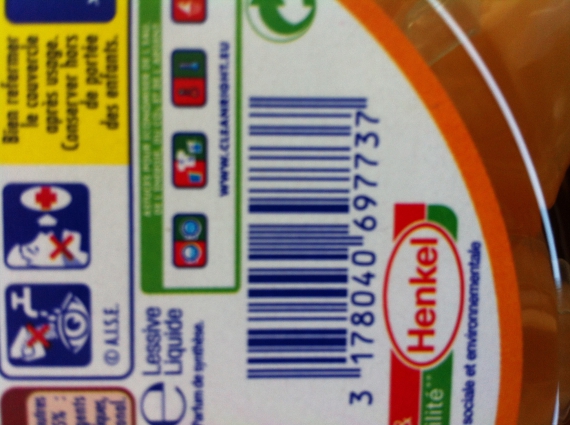 Bien refermer
le couvercle
après usage.
Conserver hors
de portée
des enfants.
WWW.CLEANRIGHT.EU
© A.I.S.E.
Lessive
Liquide
Parfum de synthèse.
3 178040 697737
Henkel
&
alité
sociale et environnementale